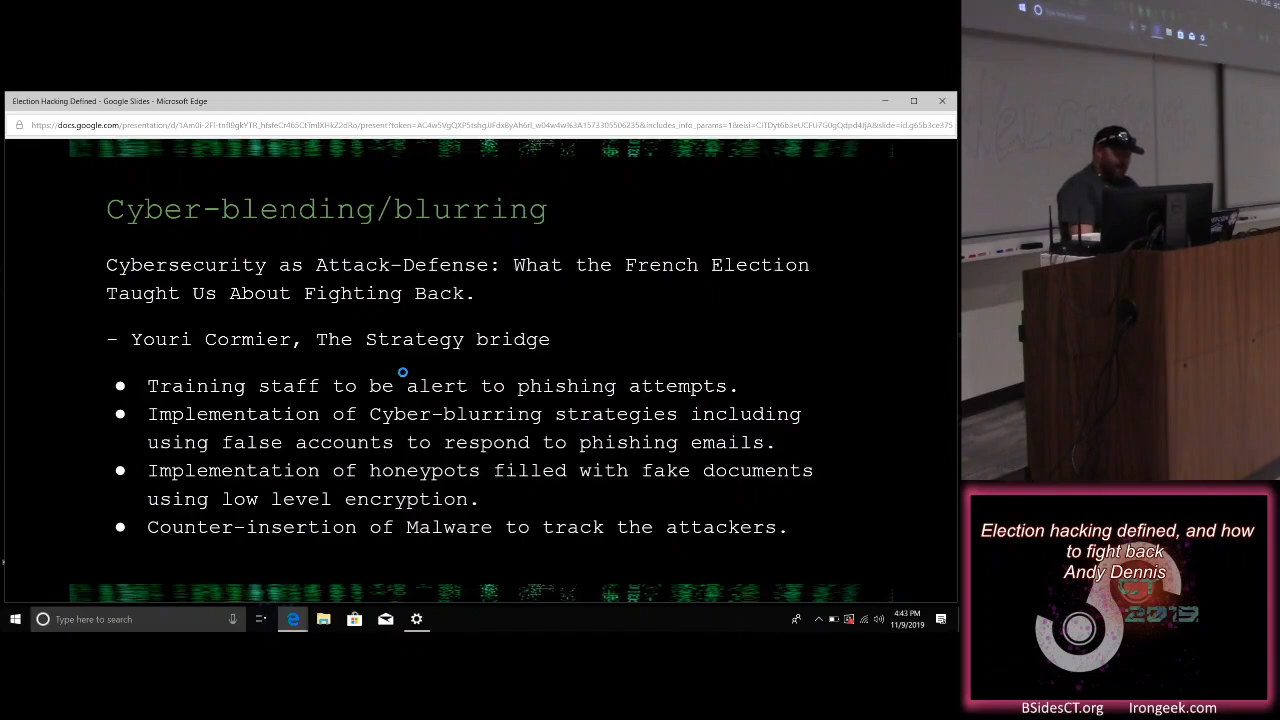 Election Hacking Defined - Google Slides - Microsoft Edge
Cyber-blending/blurring
Cybersecurity as Attack-Defense: What the French Election
Taught Us About Fighting Back.
- Youri Cormier, The Strategy bridge
● Training staff to be alert to phishing attempts.
● Implementation of Cyber-blurring strategies including
using false accounts to respond to phishing emails.
● Implementation of honeypots filled with fake documents
using low level encryption.
● Counter-insertion of Malware to track the attackers.
Type here to search
4:43 PM
11/9/2019
Election hacking defined, and how
to fight back
Andy Dennis
CT
2019
BSidesCT.org Irongeek.com